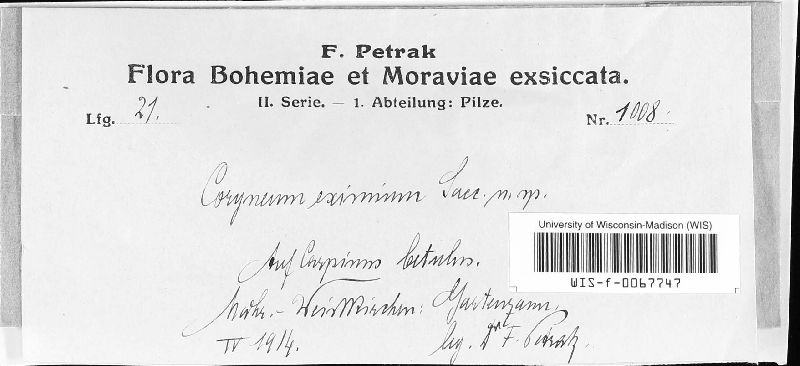 F. Petrak
Flora Bohemiae et Moraviae exsiccata.
II. Serie. — 1. Abteilung: Pilze.
Lfg. 21.
Nr. 1008.
Coryneum eximium Sacc. n. sp.
University of Wisconsin-Madison (WIS)
WIS-f-0067747
Auf Carpinus betulus.
Mähr.-Weisskirchen: Gartenzaun,
IV 1914. lg. Dr F. Petrak.